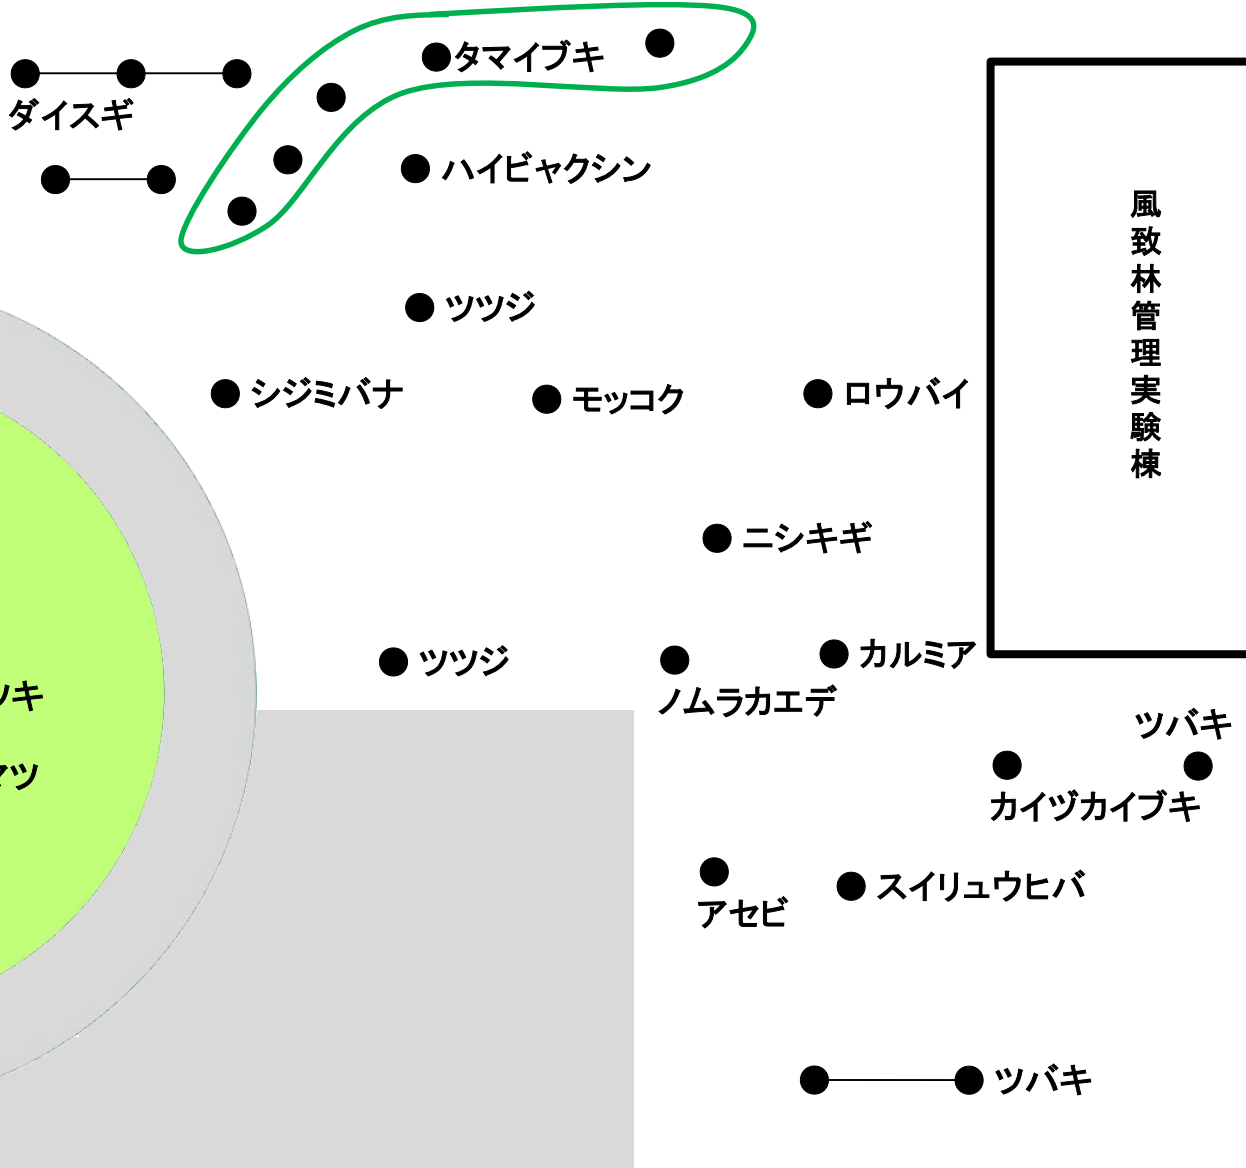 タマイブキ
ダイスギ
ハイビャクシン
風致林管理実験棟
ツツジ
シジミバナ
モッコク
ロウバイ
ニシキギ
ツツジ
カルミア
ノムラカエデ
ツキ
ツバキ
マツ
カイヅカイブキ
アセビ
スイリュウヒバ
ツバキ